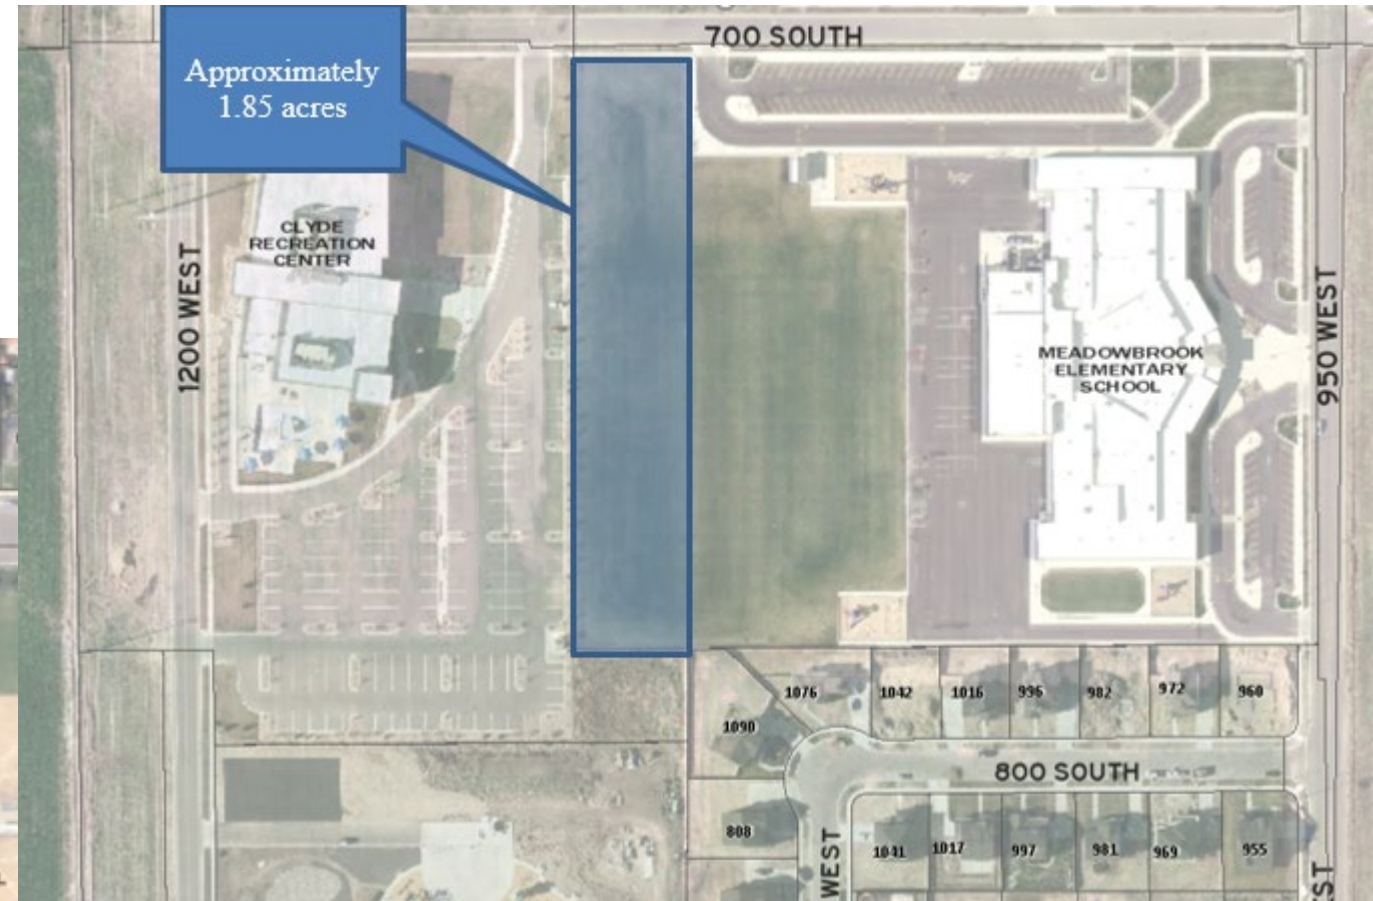 700 SOUTH
Approximately
1.85 acres
CLYDE
RECREATION
CENTER
1200 WEST
MEADOWBROOK
ELEMENTARY
SCHOOL
950 WEST
1076
1042
1016
996
982
972
960
1090
800 SOUTH
808
1041
1017
997
981
969
955
WEST